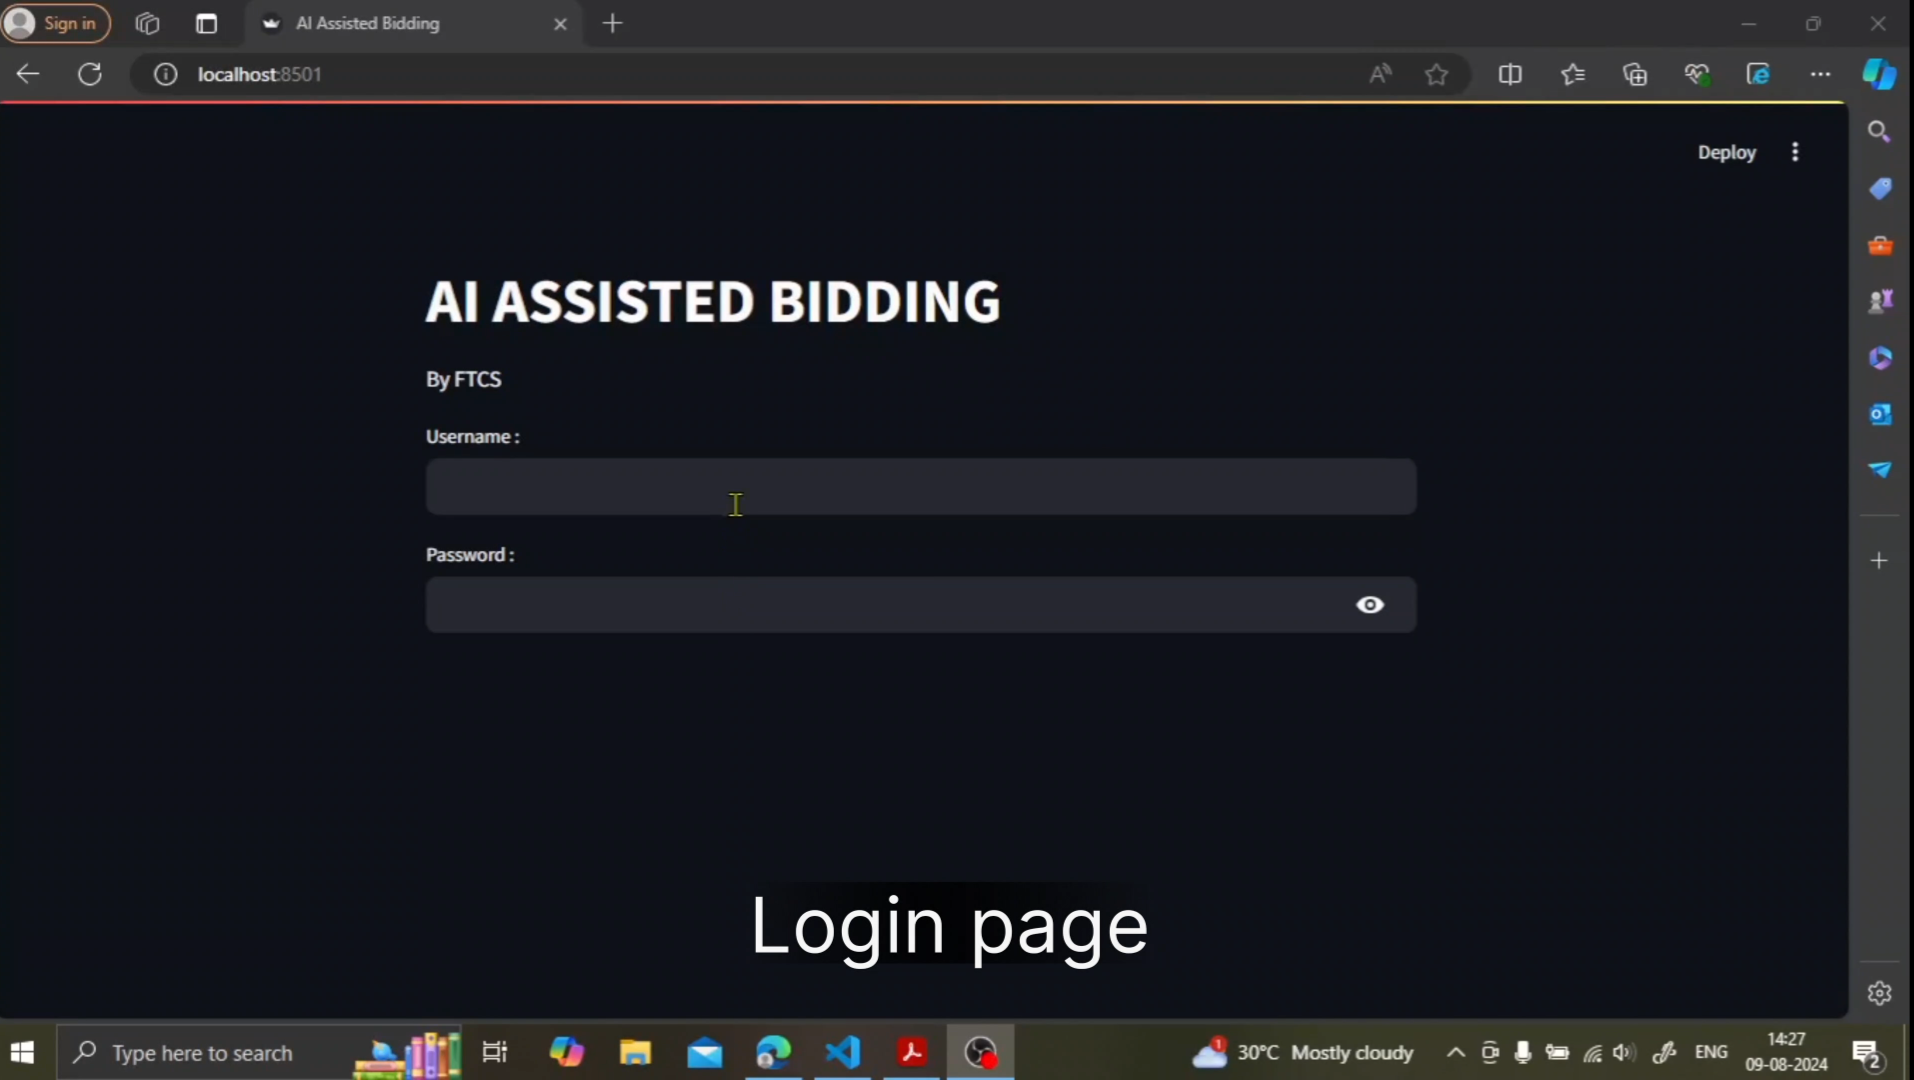 Sign in
AI Assisted Bidding
localhost:8501
Deploy
AI ASSISTED BIDDING
By FTCS
Username :
Password :
Login page
Type here to search
1
30°C Mostly cloudy
ENG
14:27
09-08-2024
2